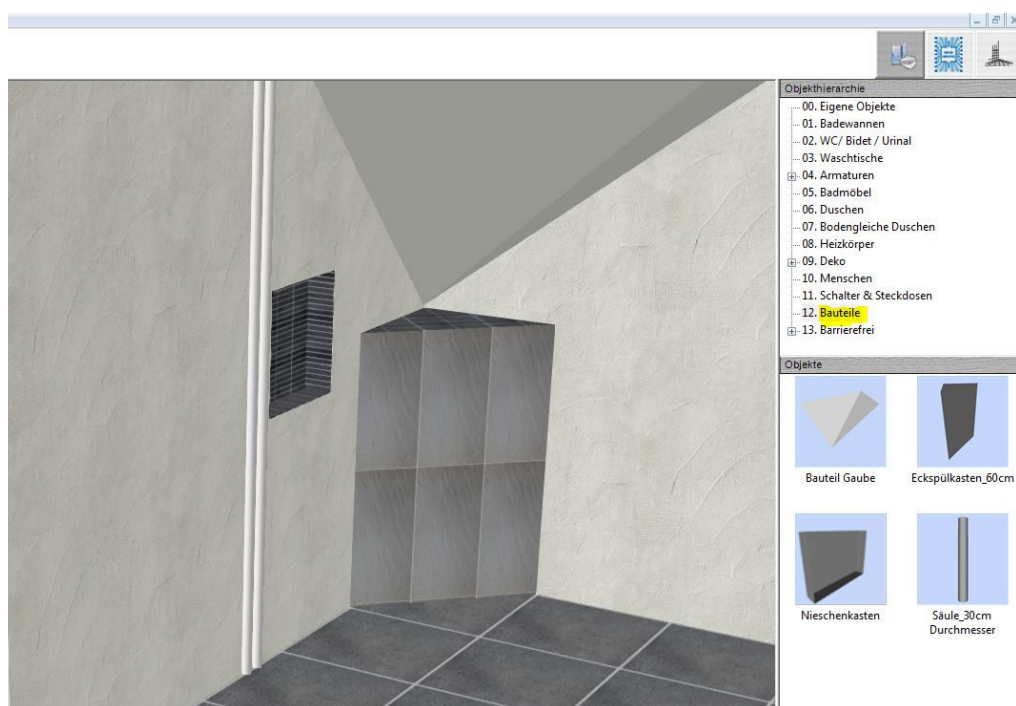 Objekthierarchie
00. Eigene Objekte
01. Badewannen
02. WC/ Bidet / Urinal
03. Waschtische
04. Armaturen
05. Badmöbel
06. Duschen
07. Bodengleiche Duschen
08. Heizkörper
09. Deko
10. Menschen
11. Schalter & Steckdosen
12. Bauteile
13. Barrierefrei
Objekte
Bauteil Gaube
Eckspülkasten_60cm
Nieschenkasten
Säule_30cm
Durchmesser